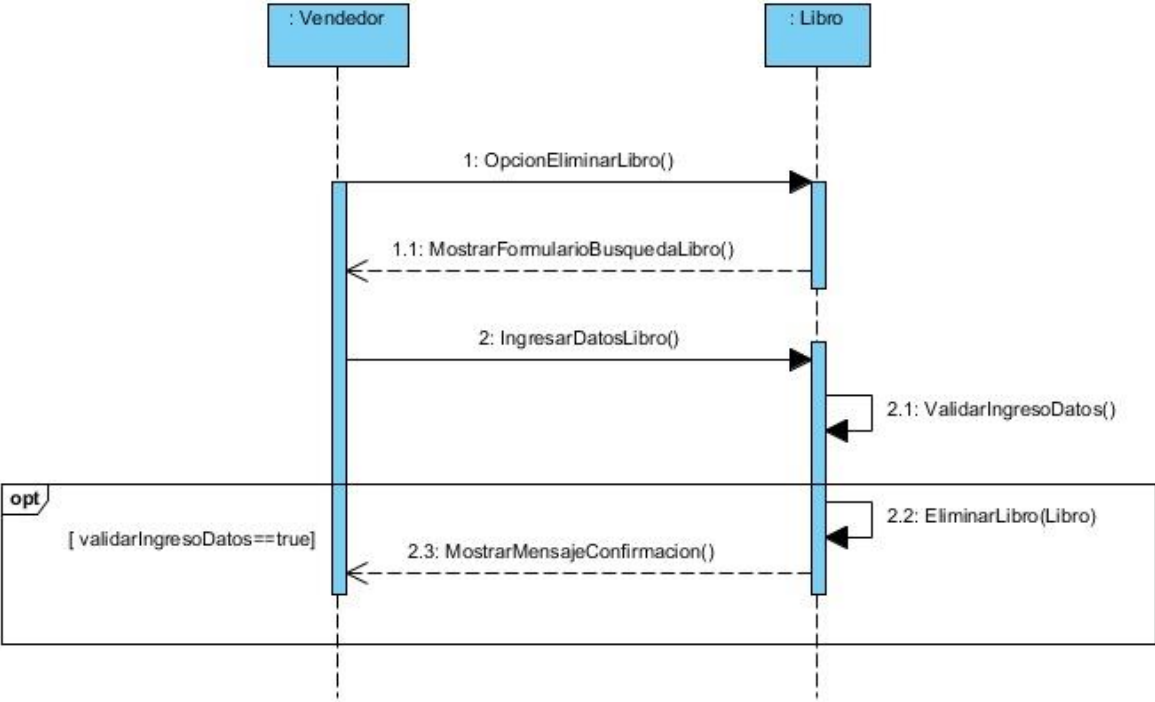 : Vendedor
: Libro
1: OpcionEliminarLibro()
1.1: MostrarFormularioBusquedaLibro()
2: IngresarDatosLibro()
2.1: ValidarIngresoDatos()
opt
2.2: EliminarLibro(Libro)
[ validarIngresoDatos==true]
2.3: MostrarMensajeConfirmacion()